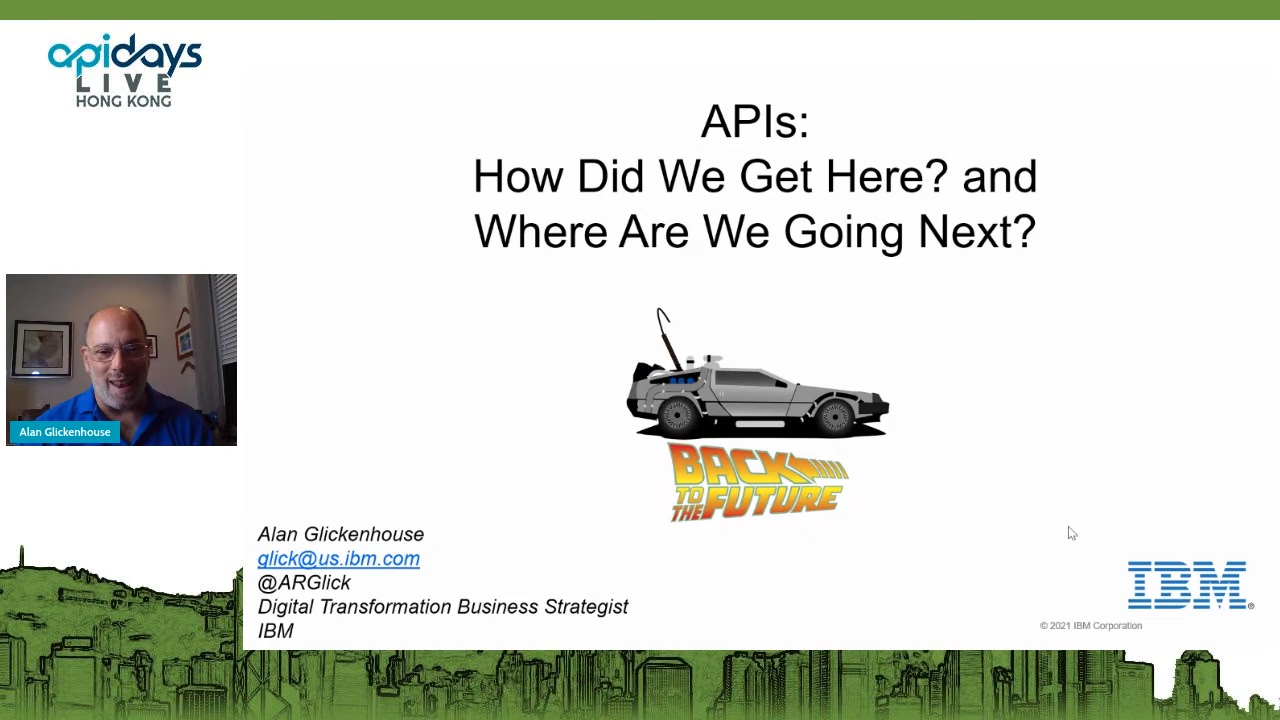 apidays
LIVE
HONG KONG
APIs:
How Did We Get Here? and
Where Are We Going Next?
Alan Glickenhouse
BACK
TO THE FUTURE
Alan Glickenhouse
glick@us.ibm.com
@ARGlick
Digital Transformation Business Strategist
IBM
IBM®
© 2021 IBM Corporation